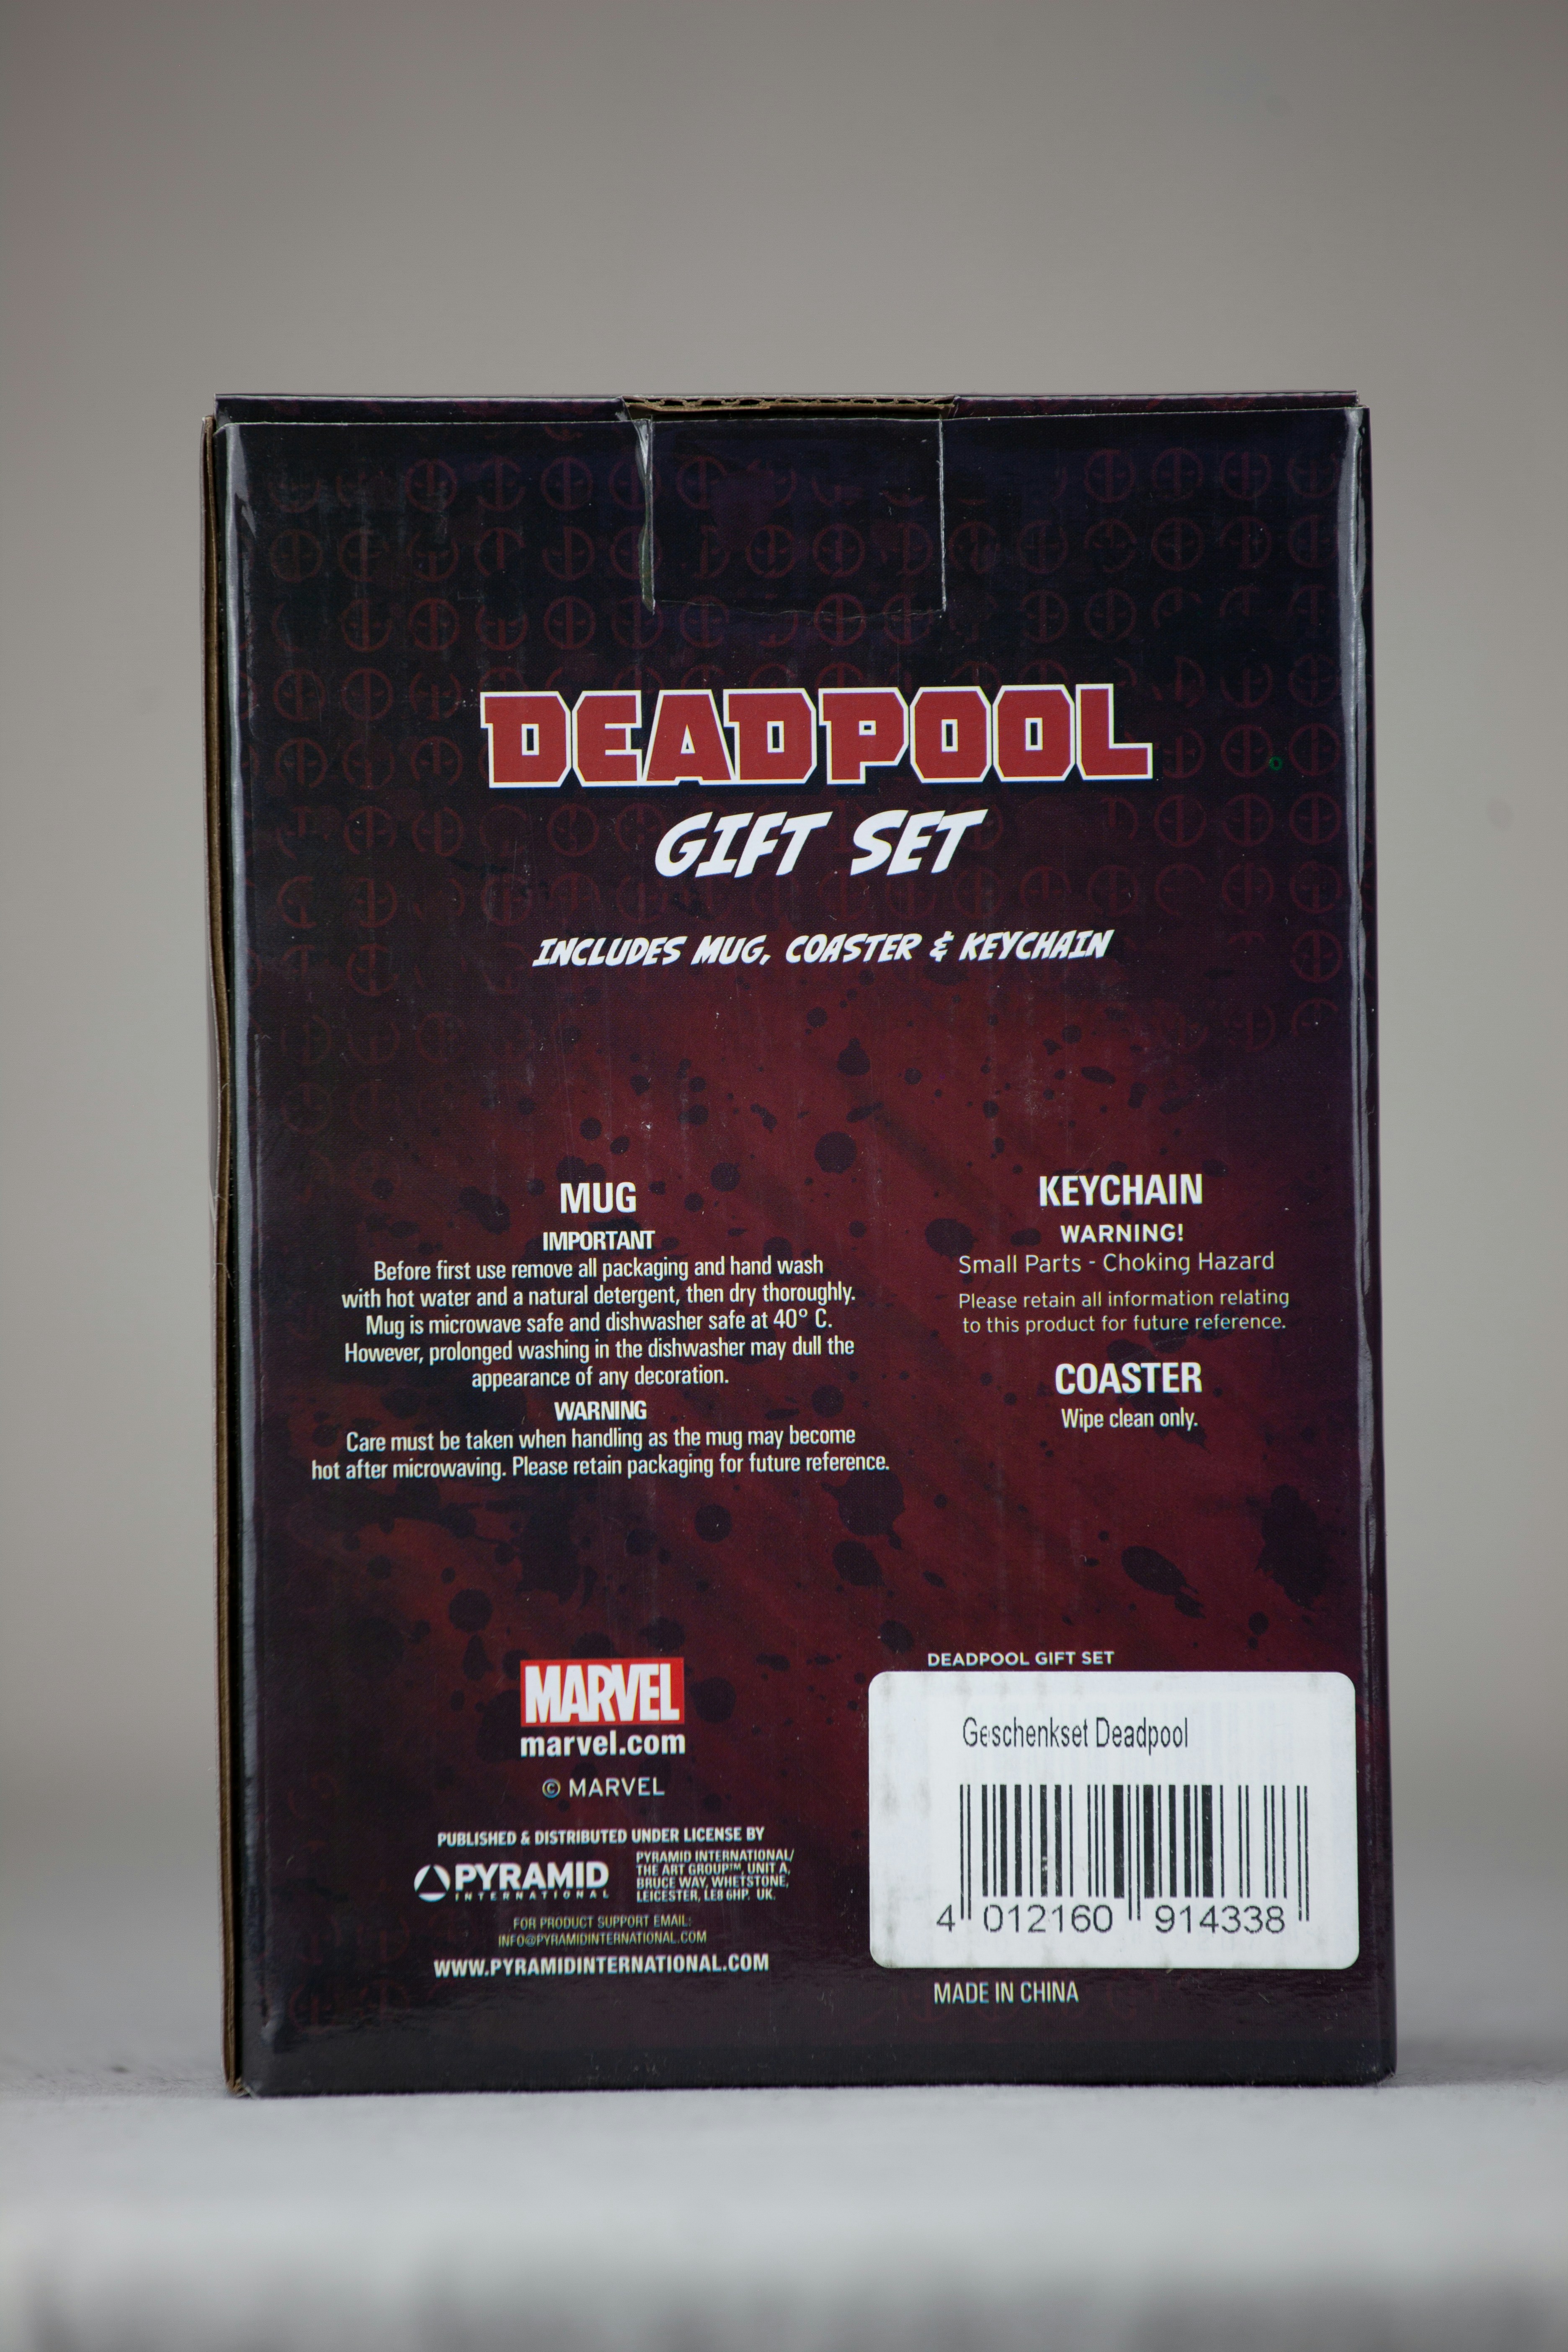 DEADPOOL
GIFT SET
INCLUDES MUG, COASTER & KEYCHAIN
MUG
IMPORTANT
Before first use remove all packaging and hand wash
with hot water and a natural detergent, then dry thoroughly.
Mug is microwave safe and dishwasher safe at 40° C.
However, prolonged washing in the dishwasher may dull the
appearance of any decoration.
WARNING
Care must be taken when handling as the mug may become
hot after microwaving. Please retain packaging for future reference.
KEYCHAIN
WARNING!
Small Parts - Choking Hazard
Please retain all information relating
to this product for future reference.
COASTER
Wipe clean only.
MARVEL
marvel.com
© MARVEL
PUBLISHED & DISTRIBUTED UNDER LICENSE BY
PYRAMID
INTERNATIONAL
PYRAMID INTERNATIONAL/
THE ART GROUP™, UNIT A,
BRUCE WAY, WHETSTONE,
LEICESTER, LE8 6HP. UK.
FOR PRODUCT SUPPORT EMAIL:
INFO@PYRAMIDINTERNATIONAL.COM
WWW.PYRAMIDINTERNATIONAL.COM
DEADPOOL GIFT SET
Geschenkset Deadpool
4 012160 914338
MADE IN CHINA